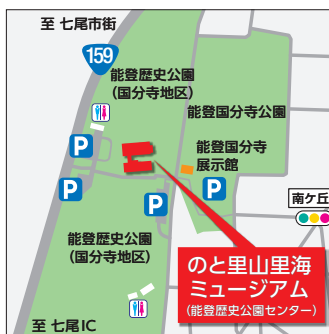 至 七尾市街
159
能登歴史公園
(国分寺地区)
能登国分寺公園
能登国分寺
展示館
P
P
P
南ケ丘
能登歴史公園
(国分寺地区)
のと里山里海
ミュージアム
(能登歴史公園センター)
至 七尾IC